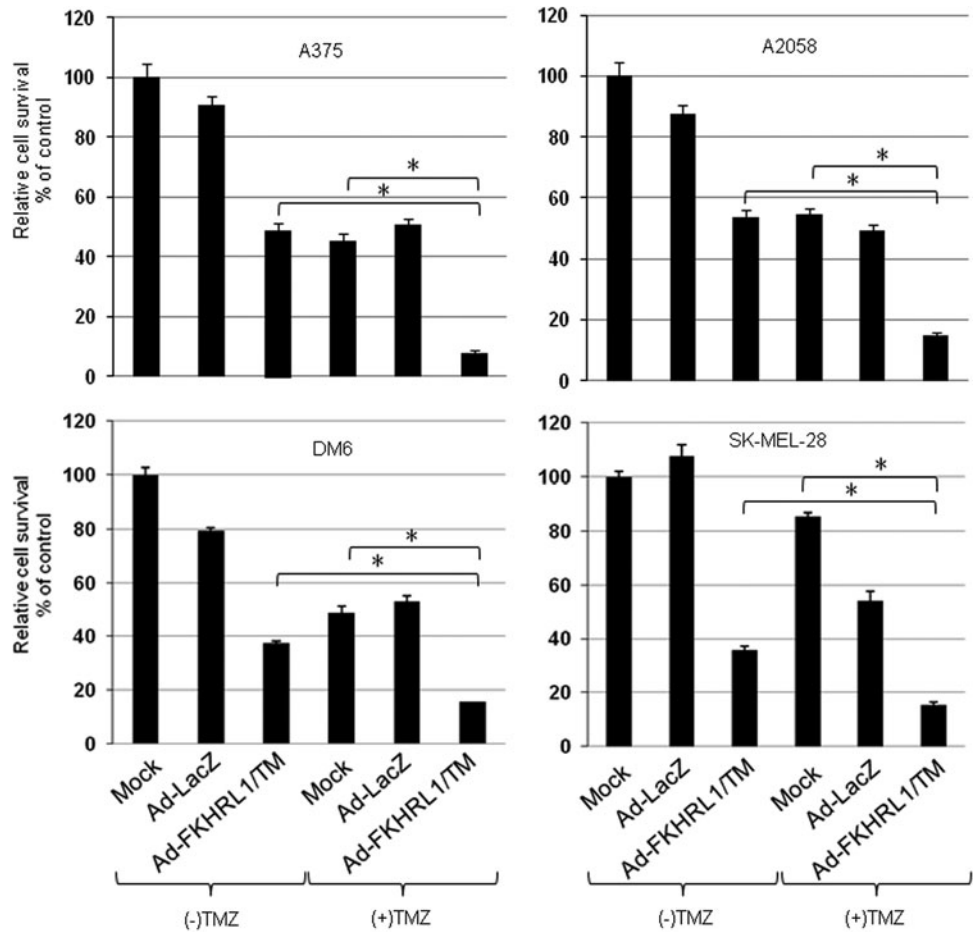 Relative cell survival
% of control
120
100
80
60
40
20
0
A375
*
*
120
100
80
60
40
20
0
A2058
*
*
Relative cell survival
% of control
120
100
80
60
40
20
0
DM6
*
*
Mock
Ad-LacZ
Ad-FKHRL1/TM
Mock
Ad-LacZ
Ad-FKHRL1/TM
(-)TMZ
(+)TMZ
120
100
80
60
40
20
0
SK-MEL-28
*
*
Mock
Ad-LacZ
Ad-FKHRL1/TM
Mock
Ad-LacZ
Ad-FKHRL1/TM
(-)TMZ
(+)TMZ